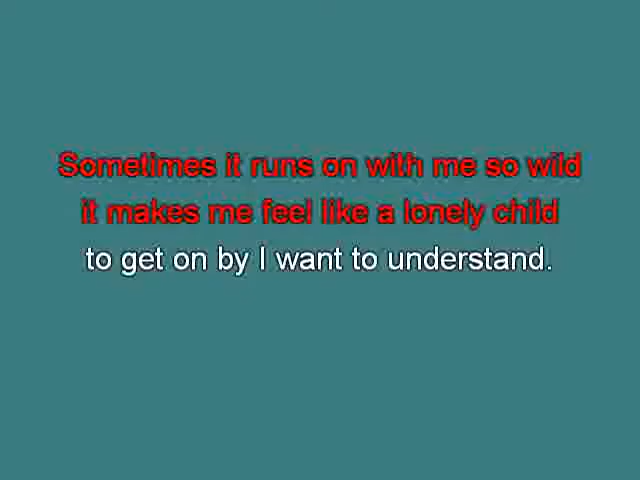 Sometimes it runs on with me so wild
it makes me feel like a lonely child
to get on by I want to understand.